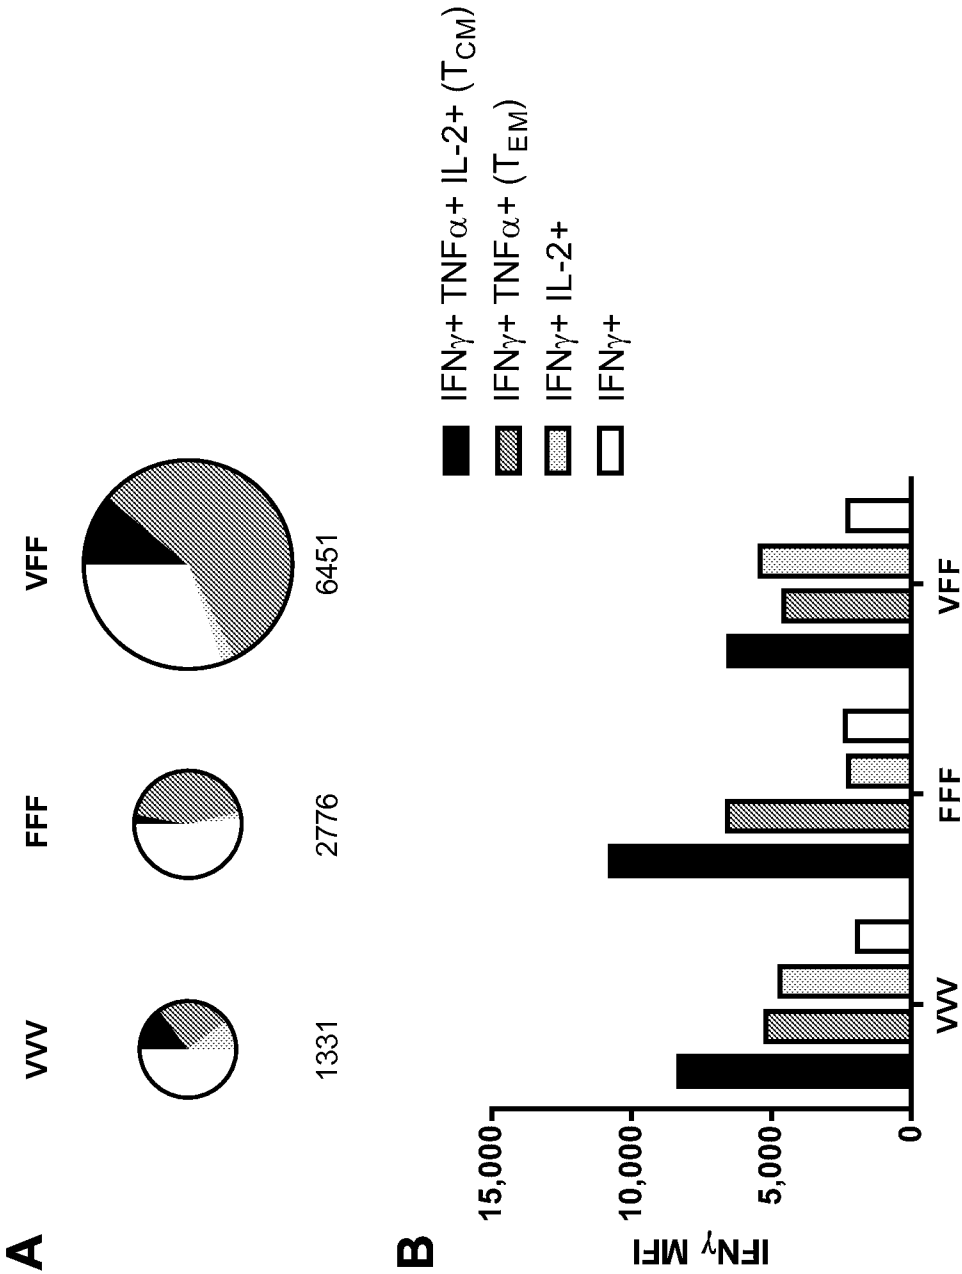 A
VVV FFF VFF
1331 2776 6451
B
IFNγ+ TNFα+ IL-2+ (TCM)
IFNγ+ TNFα+ (TEM)
IFNγ+ IL-2+
IFNγ+
IFNγ MFI
15,000
10,000
5,000
0
VVV FFF VFF